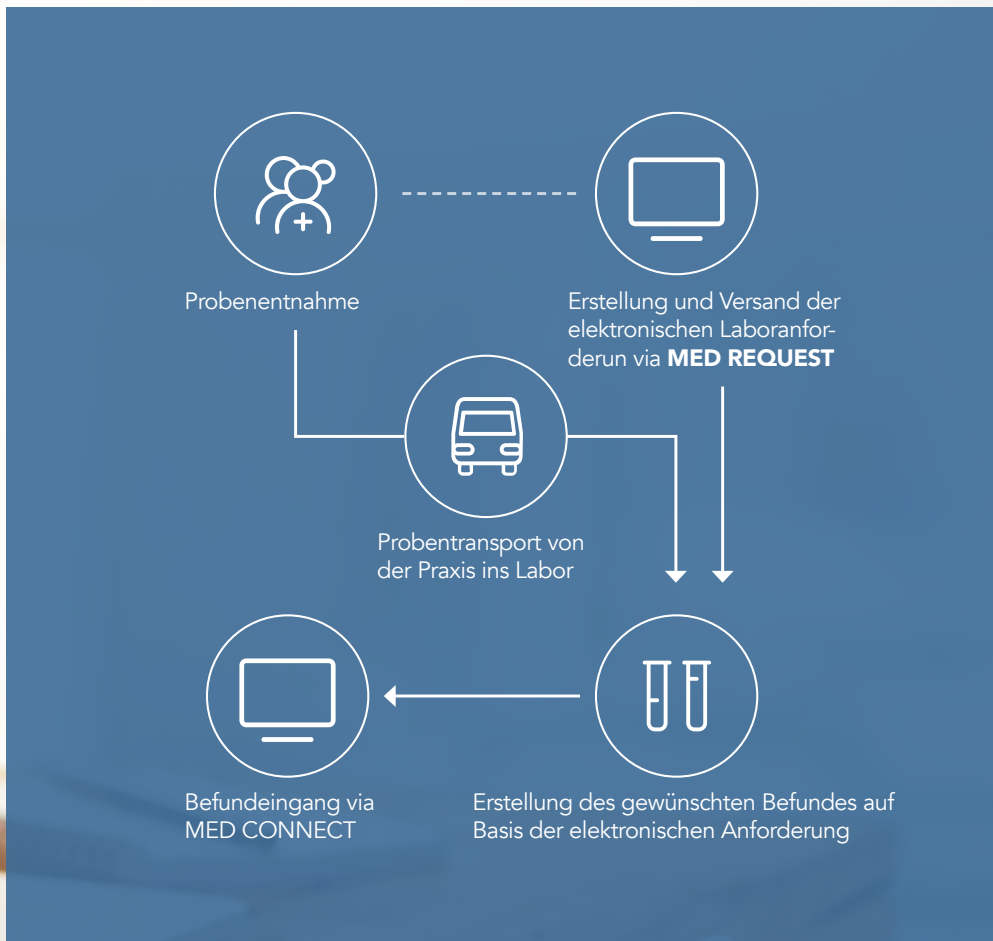 Probenentnahme
Erstellung und Versand der
elektronischen Laboranfor-
derun via MED REQUEST
Probentransport von
der Praxis ins Labor
Befundeingang via
MED CONNECT
Erstellung des gewünschten Befundes auf
Basis der elektronischen Anforderung